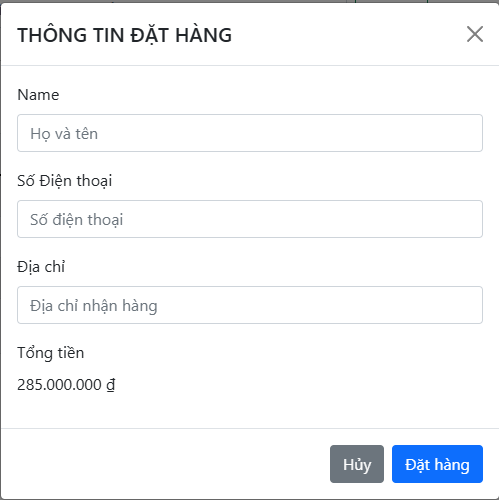 THÔNG TIN ĐẶT HÀNG
Name
Họ và tên
Số Điện thoại
Số điện thoại
Địa chỉ
Địa chỉ nhận hàng
Tổng tiền
285.000.000 ₫
Hủy
Đặt hàng